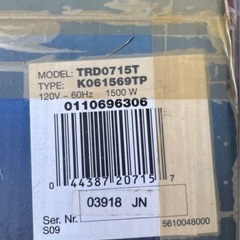 MODEL: TRD0715T
TYPE: K061569TP
120V ~ 60Hz 1500 W
0110696306
0 44387 20715 7
03918 JN
Ser. Nr.
S09
5610048000